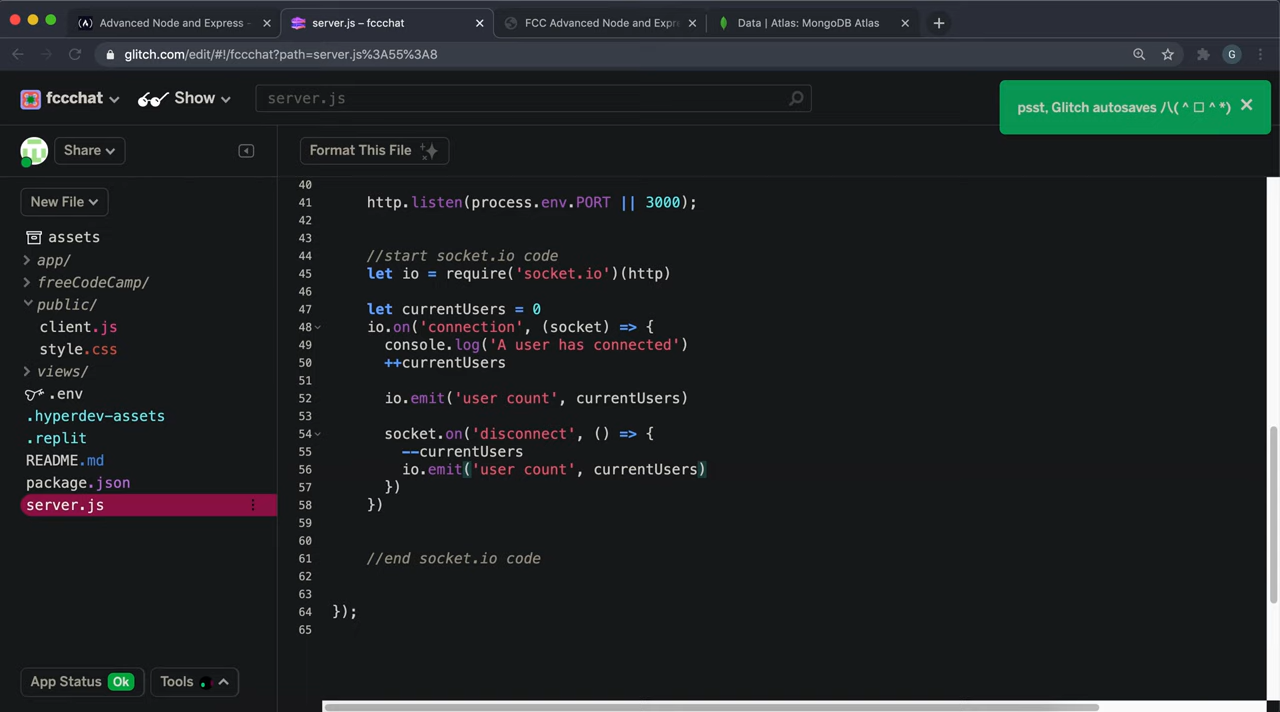 Advanced Node and Express –
server.js – fccchat
FCC Advanced Node and Expr
Data | Atlas: MongoDB Atlas
glitch.com/edit/#!/fccchat?path=server.js%3A55%3A8
G
fccchat
Show
server.js
psst, Glitch autosaves /\( ^ □ ^ *)
Share
Format This File
New File
assets
app/
freeCodeCamp/
public/
client.js
style.css
views/
.env
.hyperdev-assets
.replit
README.md
package.json
server.js
40
41 http.listen(process.env.PORT || 3000);
42
43
44 //start socket.io code
45 let io = require('socket.io')(http)
46
47 let currentUsers = 0
48 io.on('connection', (socket) => {
49 console.log('A user has connected')
50 ++currentUsers
51
52 io.emit('user count', currentUsers)
53
54 socket.on('disconnect', () => {
55 --currentUsers
56 io.emit('user count', currentUsers)
57 })
58 })
59
60
61 //end socket.io code
62
63
64 });
65
App Status Ok
Tools